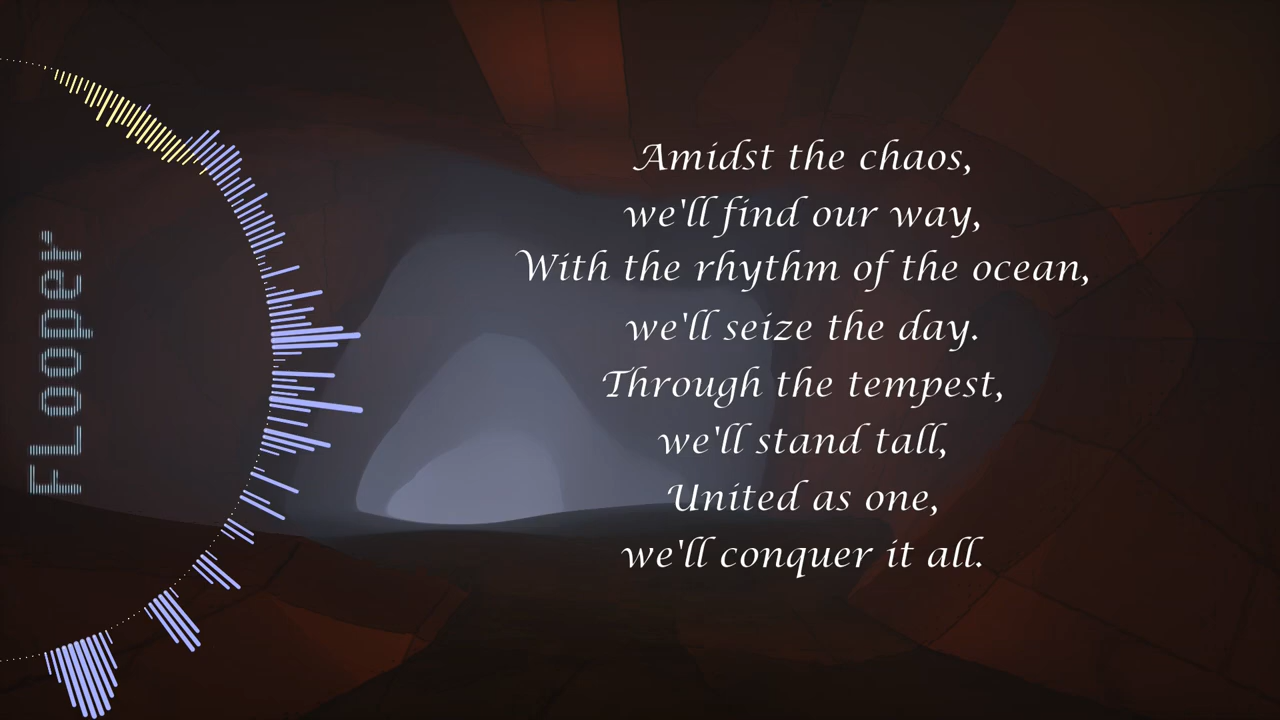 FLooper
Amidst the chaos,
we'll find our way,
With the rhythm of the ocean,
we'll seize the day.
Through the tempest,
we'll stand tall,
United as one,
we'll conquer it all.